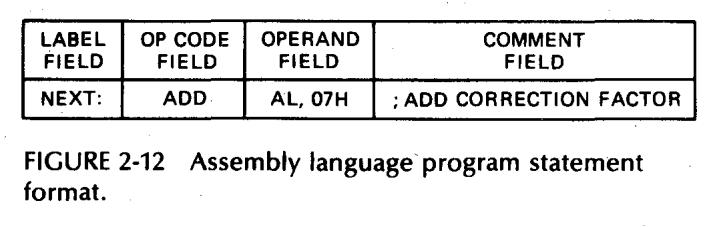 LABEL FIELD OP CODE FIELD OPERAND FIELD COMMENT FIELD
NEXT: ADD AL, 07H ; ADD CORRECTION FACTOR
FIGURE 2-12 Assembly language program statement
format.